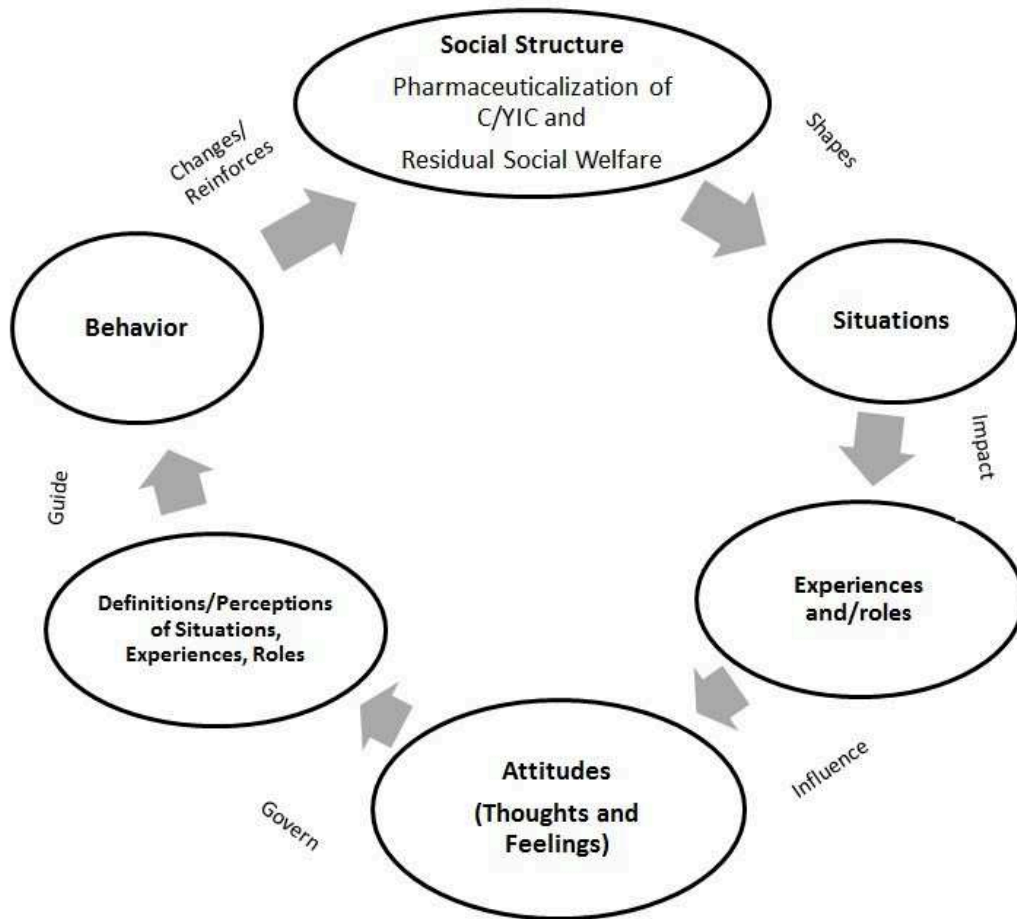 Social Structure
Pharmaceuticalization of
C/YIC and
Residual Social Welfare
Shapes
Situations
Impact
Experiences
and/roles
Influence
Attitudes
(Thoughts and
Feelings)
Govern
Definitions/Perceptions
of Situations,
Experiences, Roles
Guide
Behavior
Changes/
Reinforces